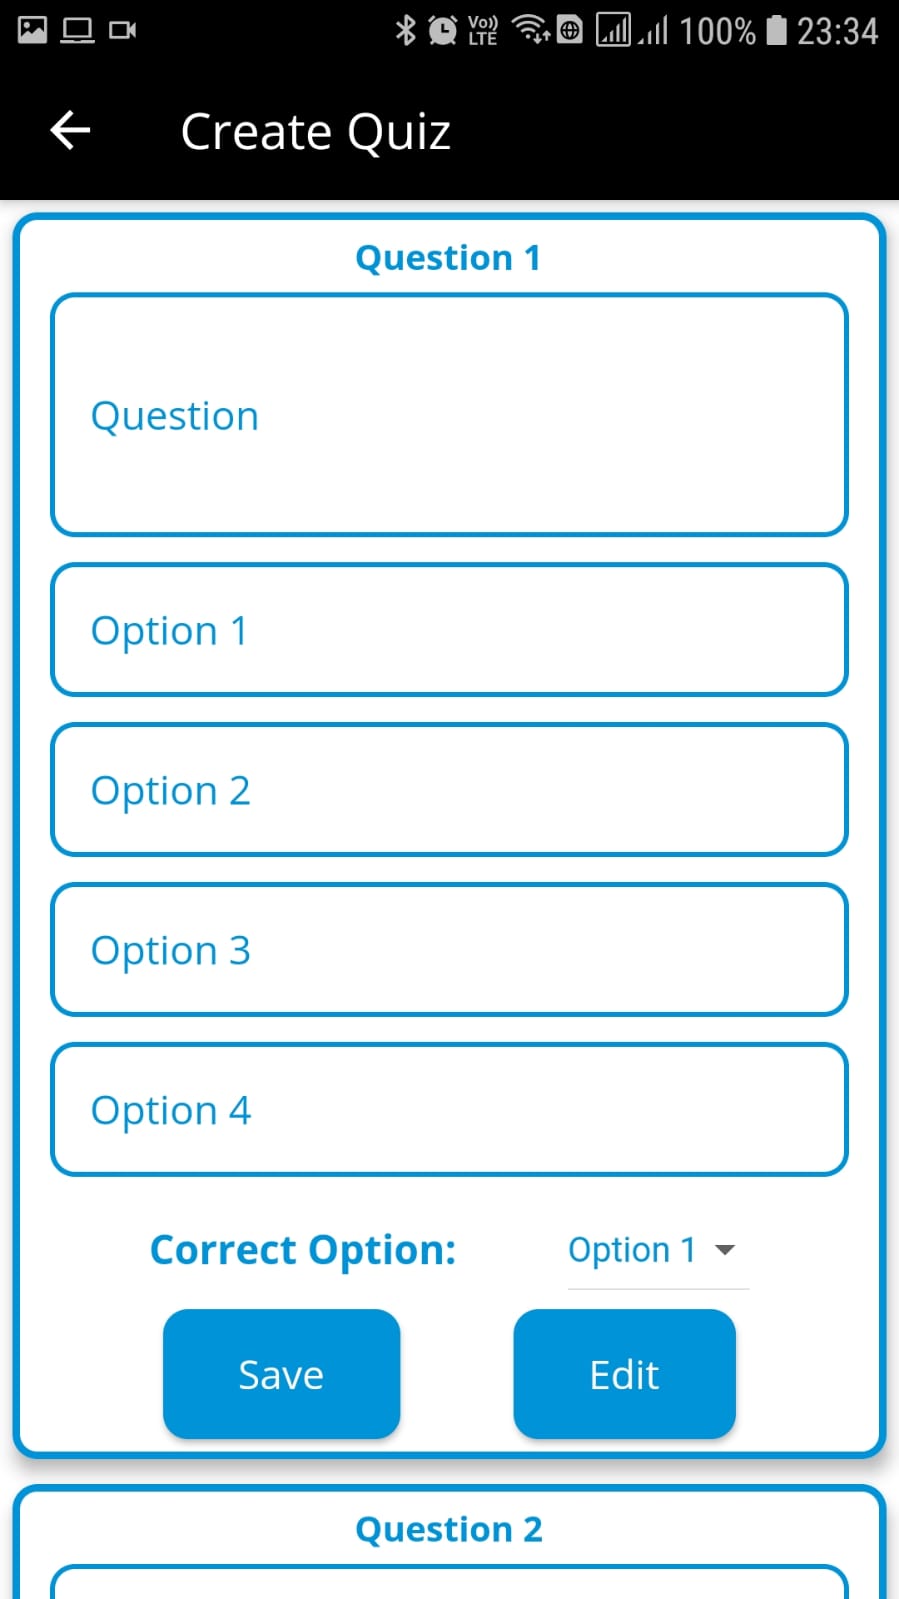 Vo)) LTE 100% 23:34
Create Quiz
Question 1
Question
Option 1
Option 2
Option 3
Option 4
Correct Option: Option 1
Save Edit
Question 2